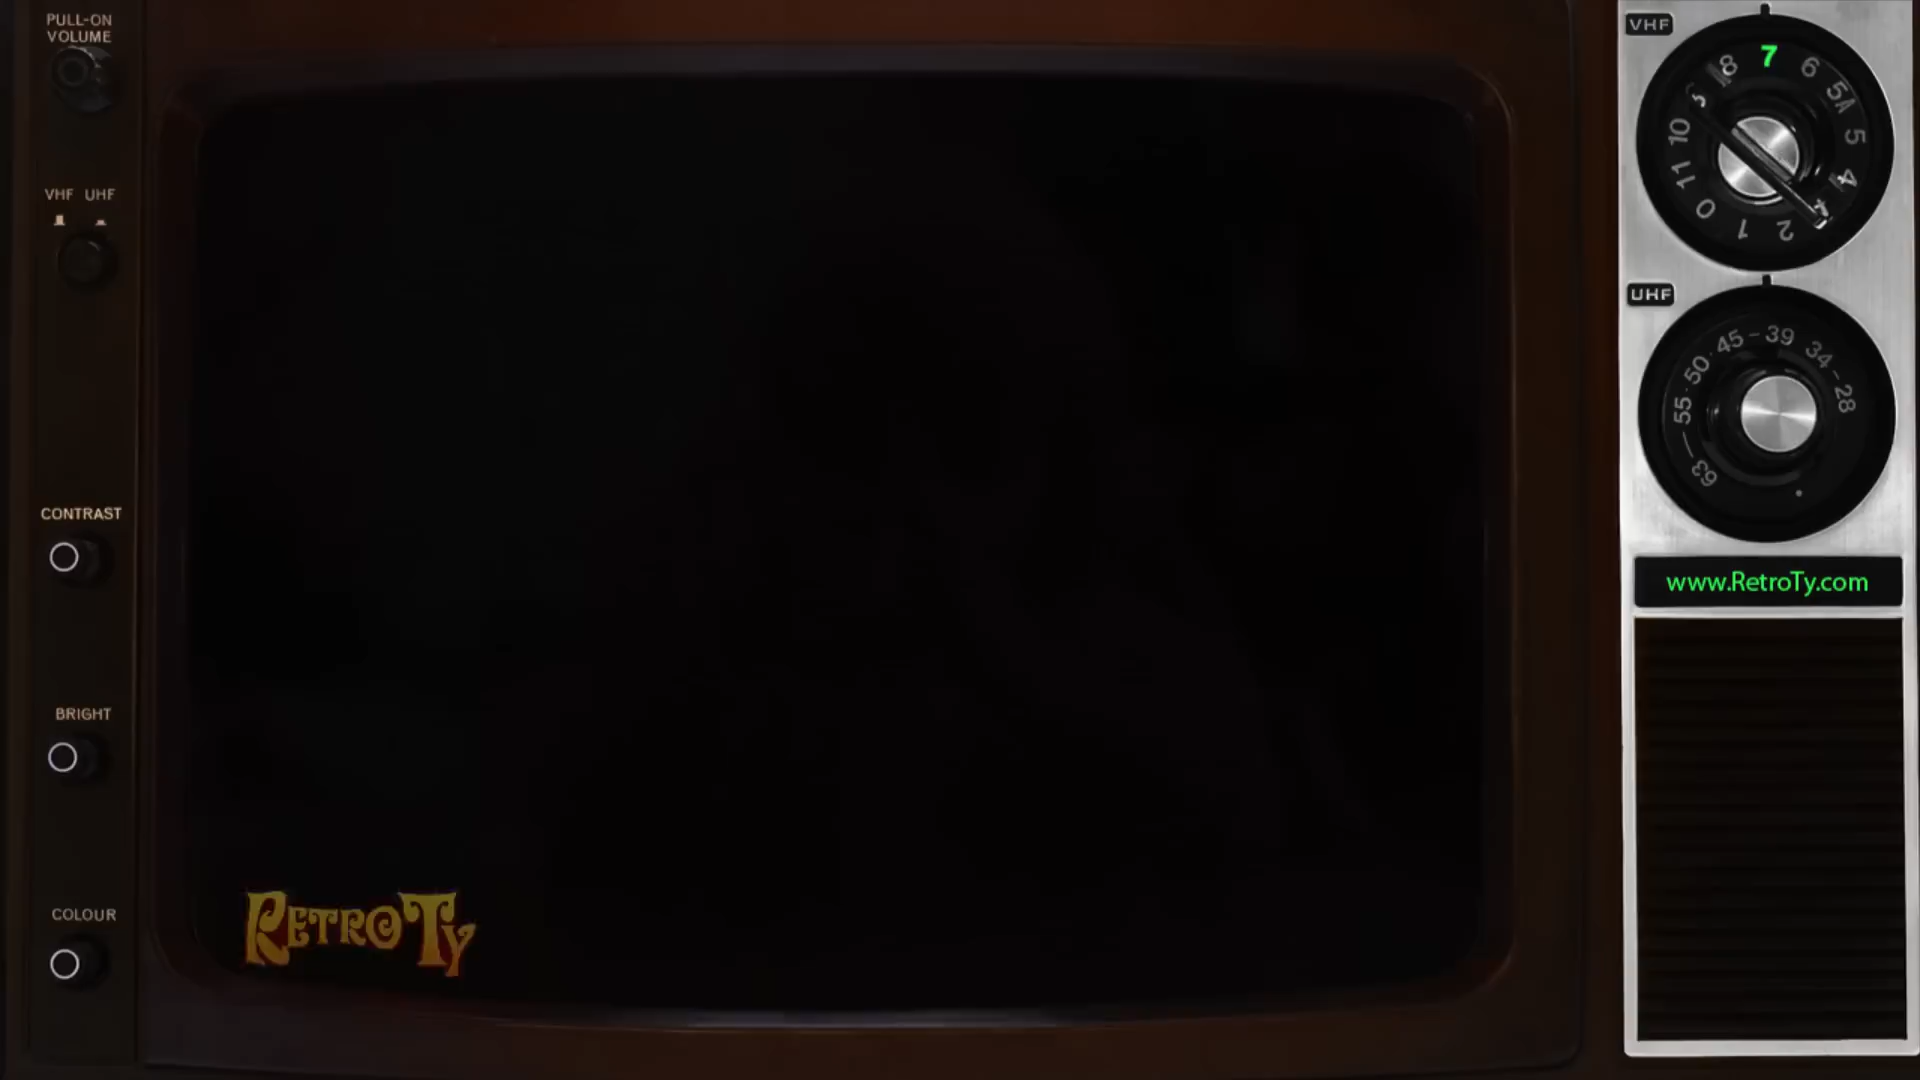 PULL-ON
VOLUME
VHF UHF
CONTRAST
BRIGHT
COLOUR
RETROTY
VHF
7
6
5A
5
4
2
1
0
11
10
8
UHF
63 — 55 · 50 · 45 – 39 34 – 28
www.RetroTy.com